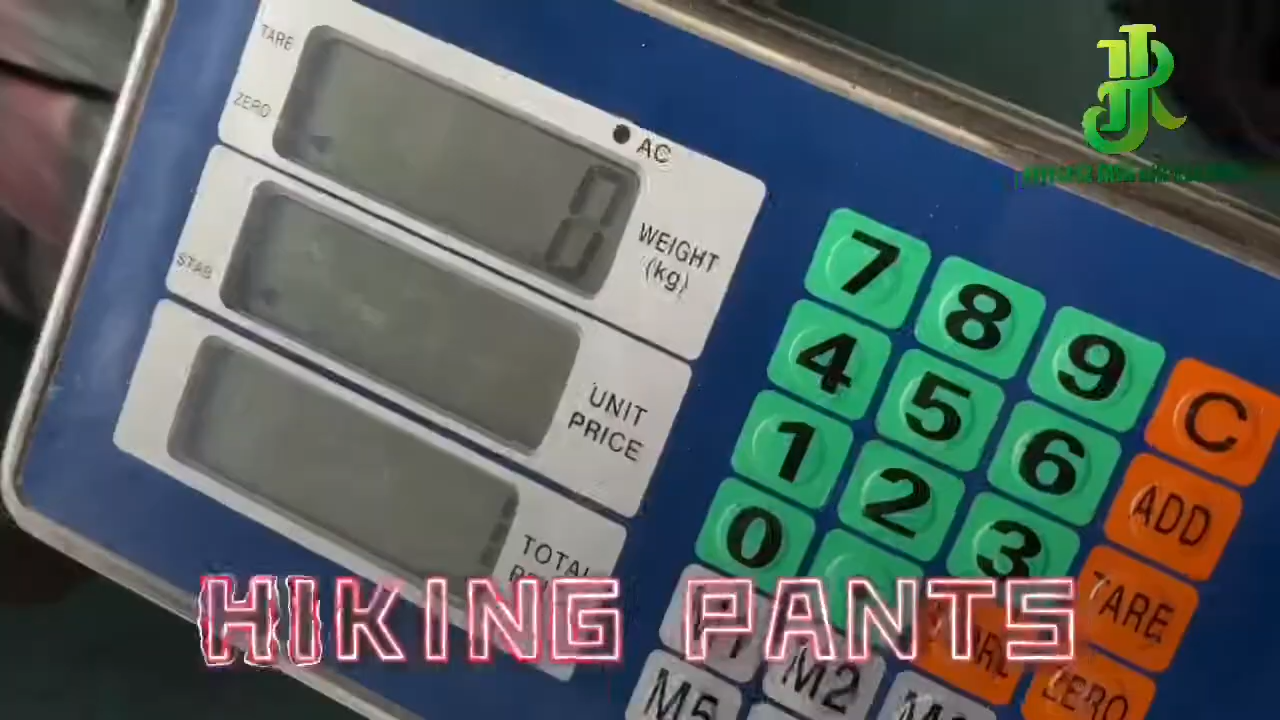 TARE
ZERO
AC
0
WEIGHT
(kg)
STAB
UNIT
PRICE
TOTAL
7 8 9 C
4 5 6 ADD
1 2 3 TARE
0 ZERO
M2
M5
HIKING PANTS
JR